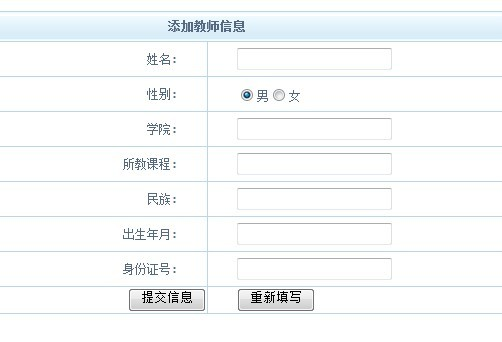 添加教师信息
姓名：
性别： 男 女
学院：
所教课程：
民族：
出生年月：
身份证号：
提交信息 重新填写